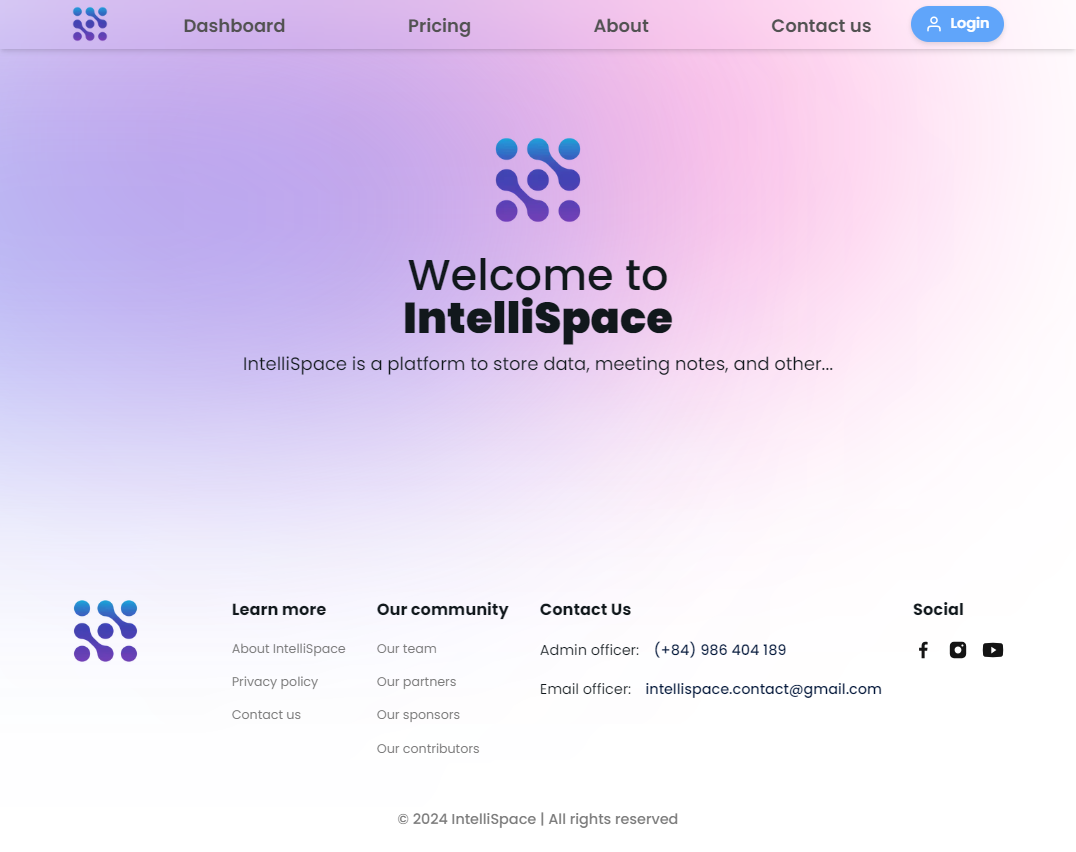 Dashboard Pricing About Contact us Login
Welcome to
IntelliSpace
IntelliSpace is a platform to store data, meeting notes, and other...
Learn more
About IntelliSpace
Privacy policy
Contact us
Our community
Our team
Our partners
Our sponsors
Our contributors
Contact Us
Admin officer: (+84) 986 404 189
Email officer: intellispace.contact@gmail.com
Social
© 2024 IntelliSpace | All rights reserved